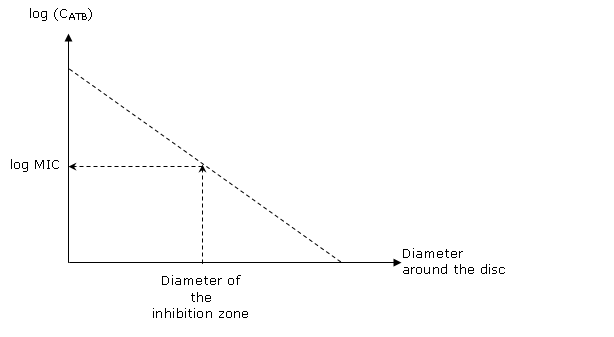 log (CATB)
log MIC
Diameter
around the disc
Diameter of
the
inhibition zone